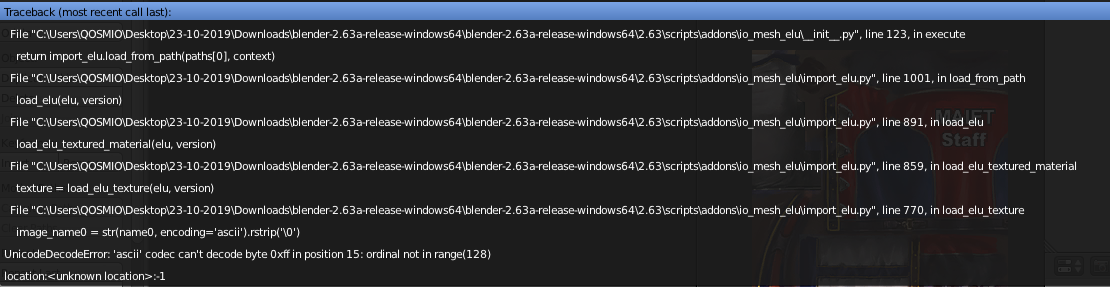 Traceback (most recent call last):
File "C:\Users\QOSMIO\Desktop\23-10-2019\Downloads\blender-2.63a-release-windows64\blender-2.63a-release-windows64\2.63\scripts\addons\io_mesh_elu\__init__.py", line 123, in execute
return import_elu.load_from_path(paths[0], context)
File "C:\Users\QOSMIO\Desktop\23-10-2019\Downloads\blender-2.63a-release-windows64\blender-2.63a-release-windows64\2.63\scripts\addons\io_mesh_elu\import_elu.py", line 1001, in load_from_path
load_elu(elu, version)
File "C:\Users\QOSMIO\Desktop\23-10-2019\Downloads\blender-2.63a-release-windows64\blender-2.63a-release-windows64\2.63\scripts\addons\io_mesh_elu\import_elu.py", line 891, in load_elu
load_elu_textured_material(elu, version)
File "C:\Users\QOSMIO\Desktop\23-10-2019\Downloads\blender-2.63a-release-windows64\blender-2.63a-release-windows64\2.63\scripts\addons\io_mesh_elu\import_elu.py", line 859, in load_elu_textured_material
texture = load_elu_texture(elu, version)
File "C:\Users\QOSMIO\Desktop\23-10-2019\Downloads\blender-2.63a-release-windows64\blender-2.63a-release-windows64\2.63\scripts\addons\io_mesh_elu\import_elu.py", line 770, in load_elu_texture
image_name0 = str(name0, encoding='ascii').rstrip('\0')
UnicodeDecodeError: 'ascii' codec can't decode byte 0xff in position 15: ordinal not in range(128)
location:<unknown location>:-1
MAIET
Staff